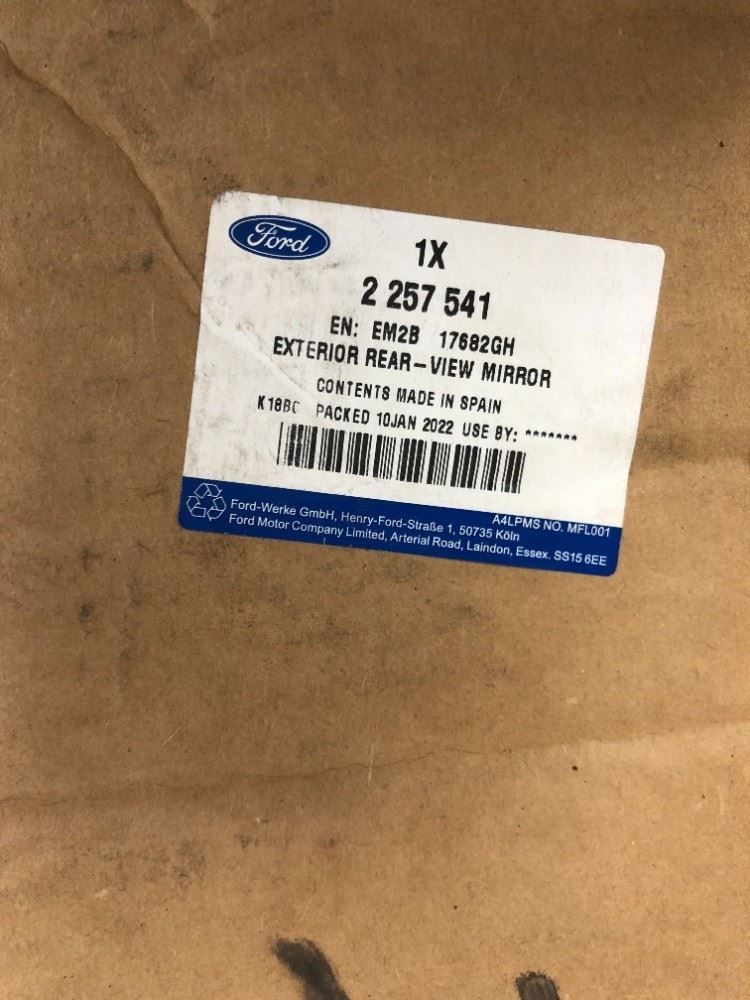 Ford
1X
2 257 541
EN: EM2B 17682GH
EXTERIOR REAR-VIEW MIRROR
CONTENTS MADE IN SPAIN
PACKED 10JAN 2022 USE BY: *******
A4LPMS NO. MFL001
Ford-Werke GmbH, Henry-Ford-Straße 1, 50735 Köln
Ford Motor Company Limited, Arterial Road, Laindon, Essex. SS15 6EE